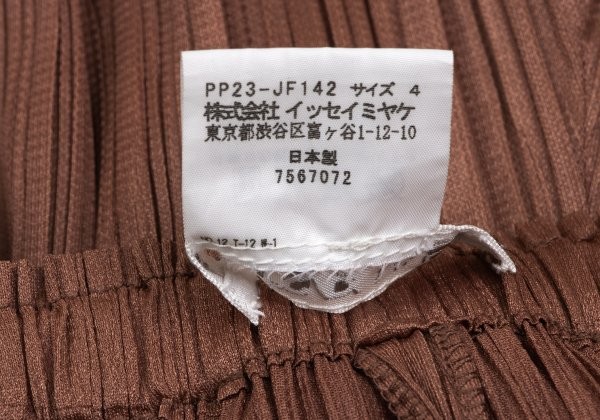 PP23-JF142 サイズ 4
株式会社 イッセイミヤケ
東京都渋谷区富ヶ谷1-12-10
日本製
7567072